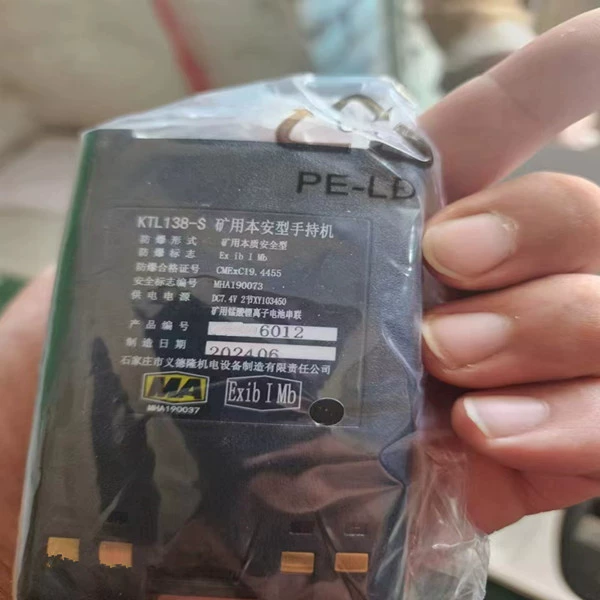 PE-LD
KTL138-S 矿用本安型手持机
防爆形式 矿用本质安全型
防爆标志 Ex ib I Mb
防爆合格证号 CMExC19.4455
安全标志编号 MHA190073
供电电源 DC7.4V 2节XY103450
矿用锰酸锂离子电池串联
产品编号 6012
制造日期 202406
石家庄市义德隆机电设备制造有限责任公司
MA Exib I Mb
MHA190037